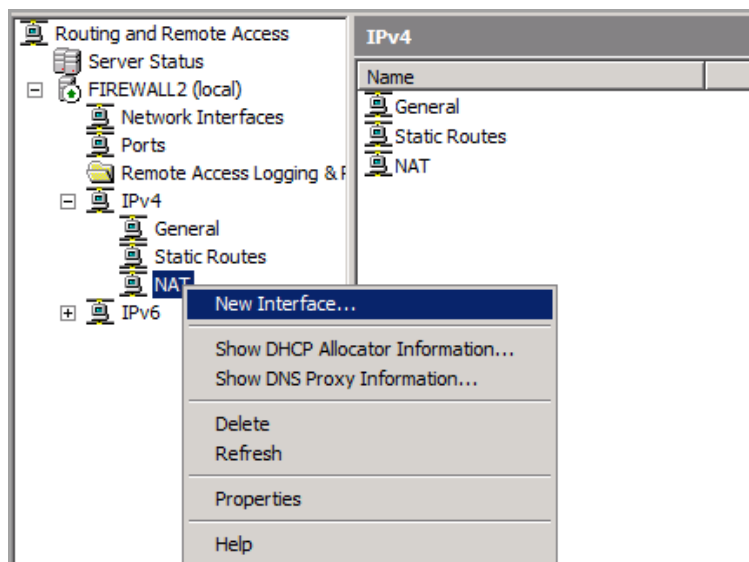 Routing and Remote Access
Server Status
FIREWALL2 (local)
Network Interfaces
Ports
Remote Access Logging &
IPv4
General
Static Routes
NAT
IPv6
IPv4
Name
General
Static Routes
NAT
New Interface...
Show DHCP Allocator Information...
Show DNS Proxy Information...
Delete
Refresh
Properties
Help